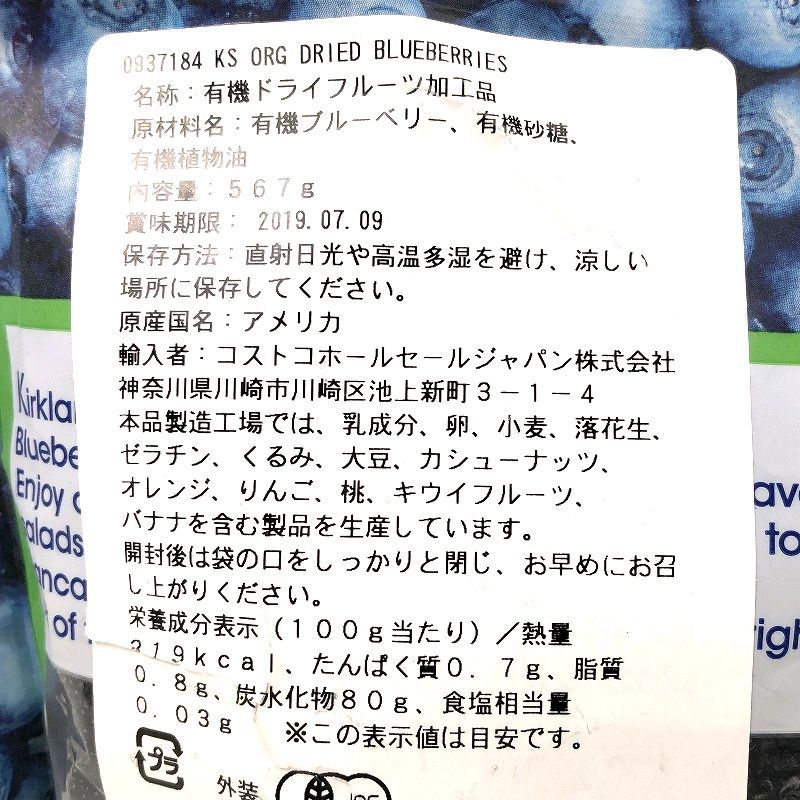 0937184 KS ORG DRIED BLUEBERRIES
名称：有機ドライフルーツ加工品
原材料名：有機ブルーベリー、有機砂糖、
有機植物油
内容量：５６７ｇ
賞味期限： 2019.07.09
保存方法：直射日光や高温多湿を避け、涼しい
場所に保存してください。
原産国名：アメリカ
輸入者：コストコホールセールジャパン株式会社
神奈川県川崎市川崎区池上新町３－１－４
本品製造工場では、乳成分、卵、小麦、落花生、
ゼラチン、くるみ、大豆、カシューナッツ、
オレンジ、りんご、桃、キウイフルーツ、
バナナを含む製品を生産しています。
開封後は袋の口をしっかりと閉じ、お早めにお召
し上がりください。
栄養成分表示（１００ｇ当たり）／熱量
３１９ｋｃａｌ、たんぱく質０．７ｇ、脂質
０．８ｇ、炭水化物８０ｇ、食塩相当量
０．０３ｇ
※この表示値は目安です。
プラ
外装
Enjoy
of
to